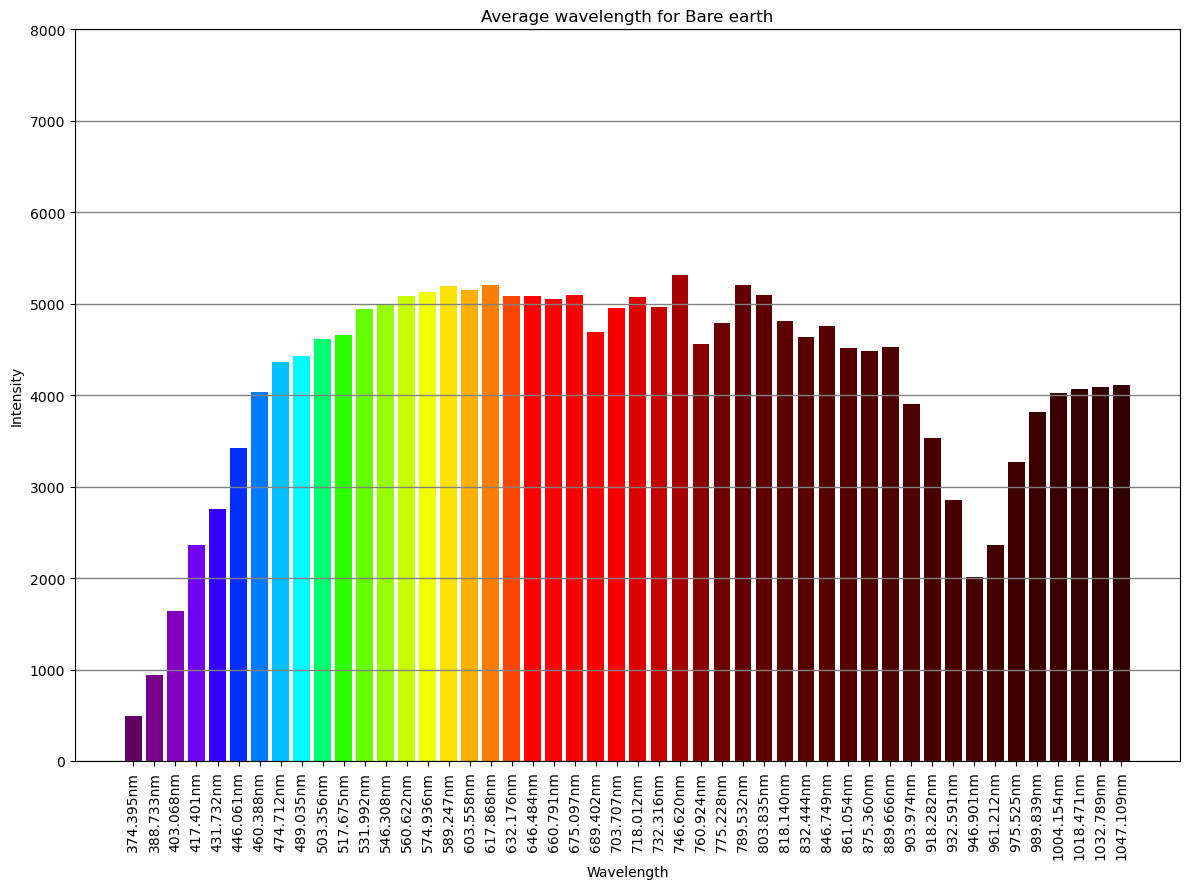 Average wavelength for Bare earth
8000
7000
6000
5000
4000
3000
2000
1000
0
Intensity
374.395nm
388.733nm
403.068nm
417.401nm
431.732nm
446.061nm
460.388nm
474.712nm
489.035nm
503.356nm
517.675nm
531.992nm
546.308nm
560.622nm
574.936nm
589.247nm
603.558nm
617.868nm
632.176nm
646.484nm
660.791nm
675.097nm
689.402nm
703.707nm
718.012nm
732.316nm
746.620nm
760.924nm
775.228nm
789.532nm
803.835nm
818.140nm
832.444nm
846.749nm
861.054nm
875.360nm
889.666nm
903.974nm
918.282nm
932.591nm
946.901nm
961.212nm
975.525nm
989.839nm
1004.154nm
1018.471nm
1032.789nm
1047.109nm
Wavelength